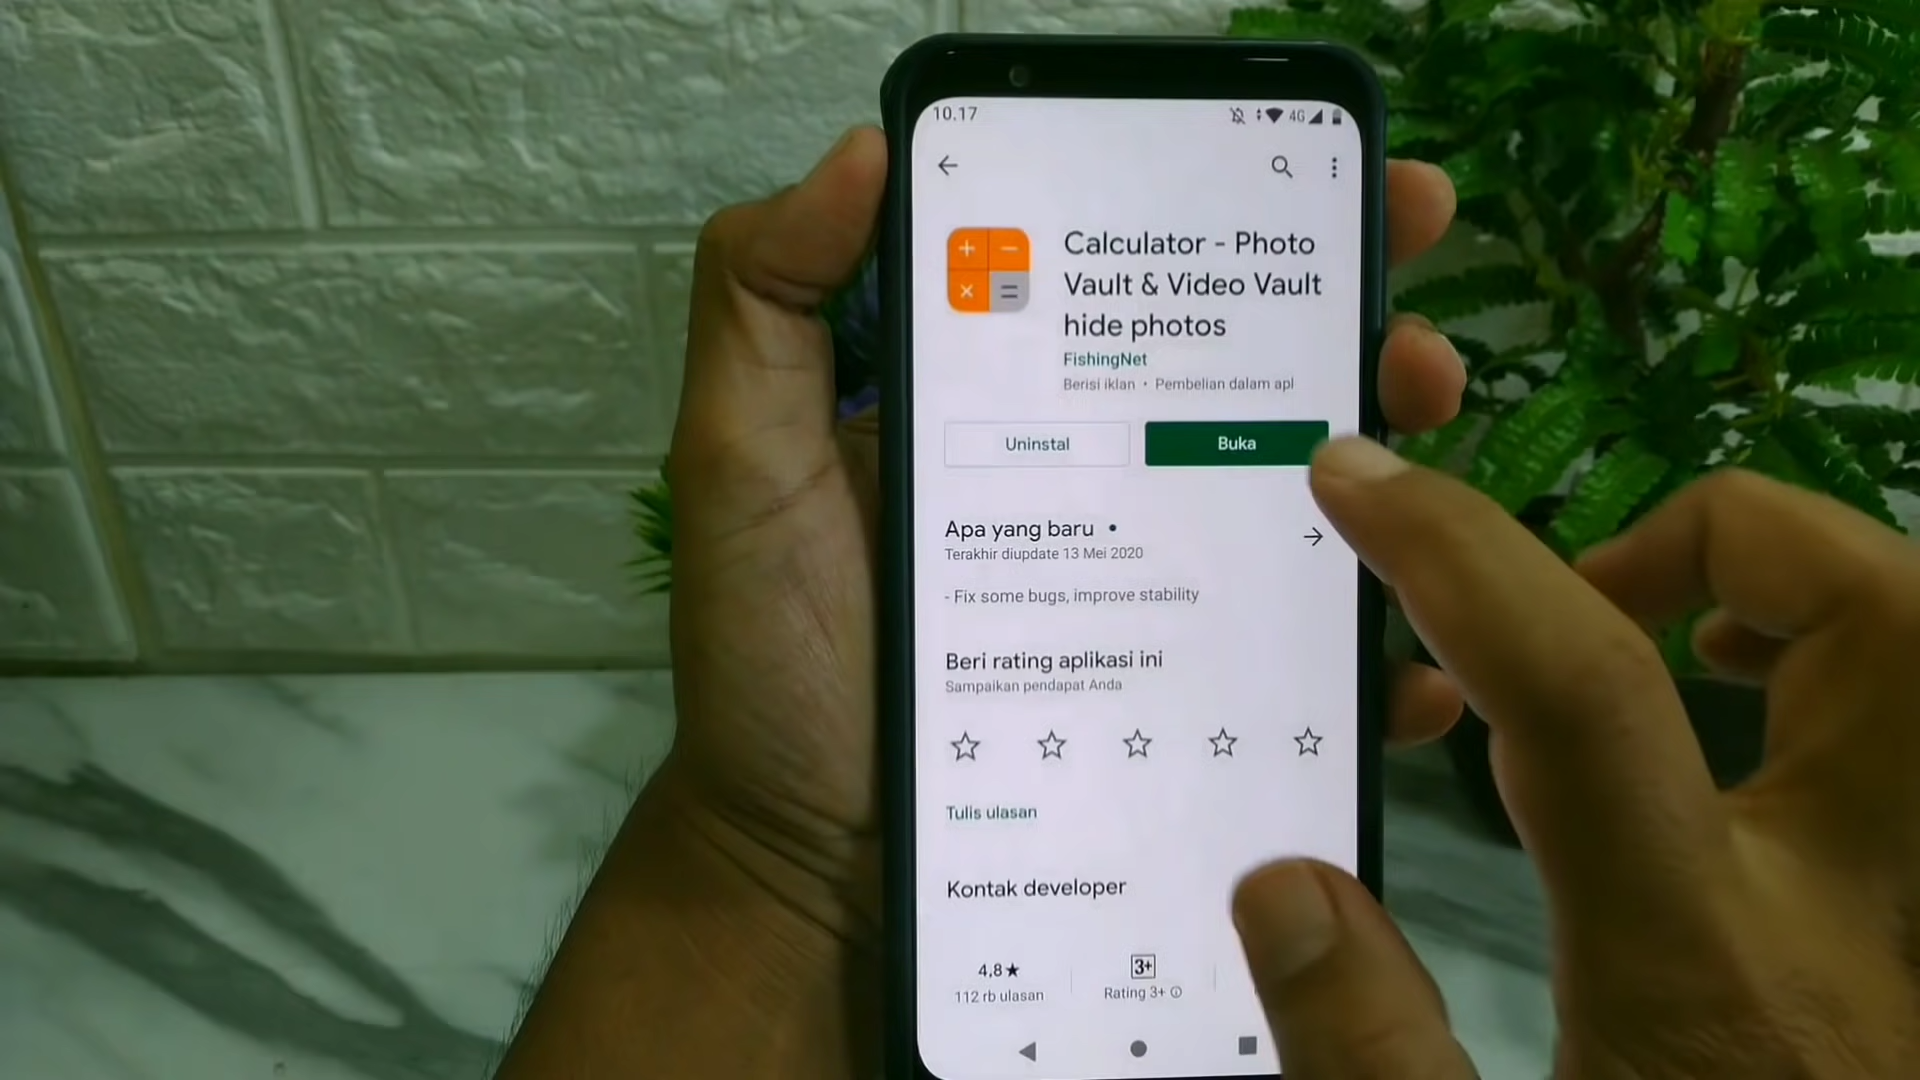 10.17
4G
Calculator - Photo
Vault & Video Vault
hide photos
FishingNet
Berisi iklan • Pembelian dalam apl
Uninstal
Buka
Apa yang baru •
Terakhir diupdate 13 Mei 2020
- Fix some bugs, improve stability
Beri rating aplikasi ini
Sampaikan pendapat Anda
Tulis ulasan
Kontak developer
4,8★
3+
112 rb ulasan
Rating 3+